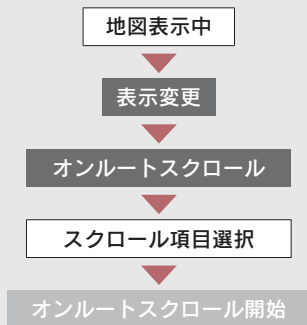 地図表示中
表示変更
オンルートスクロール
スクロール項目選択
オンルートスクロール開始